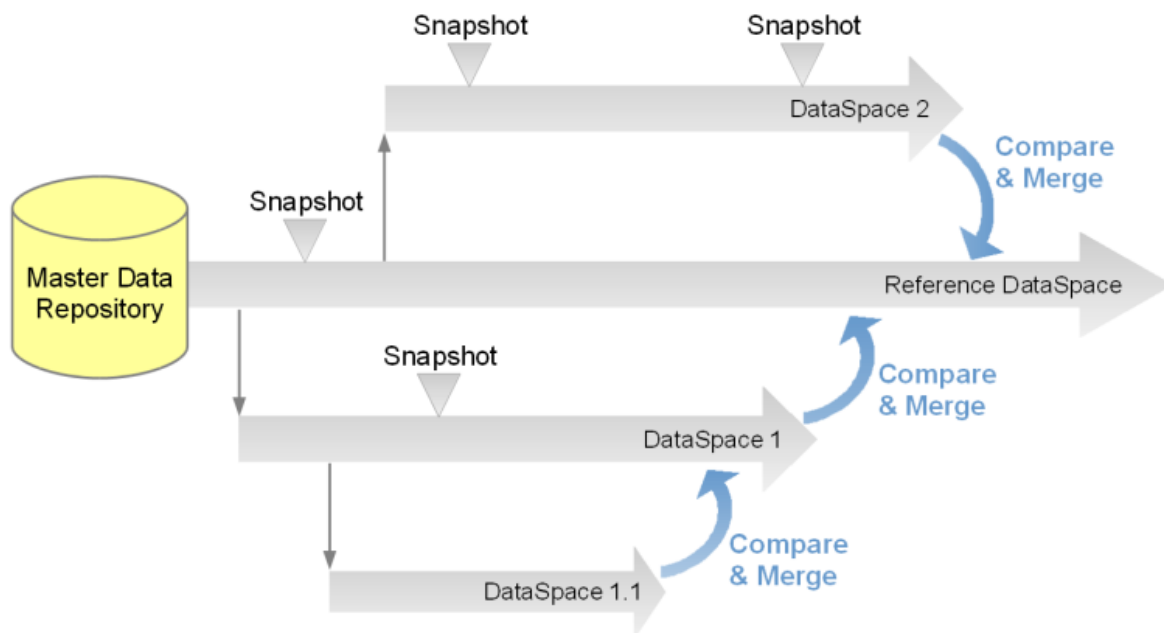 Snapshot
Snapshot
DataSpace 2
Compare
& Merge
Snapshot
Master Data
Repository
Reference DataSpace
Snapshot
Compare
& Merge
DataSpace 1
Compare
& Merge
DataSpace 1.1